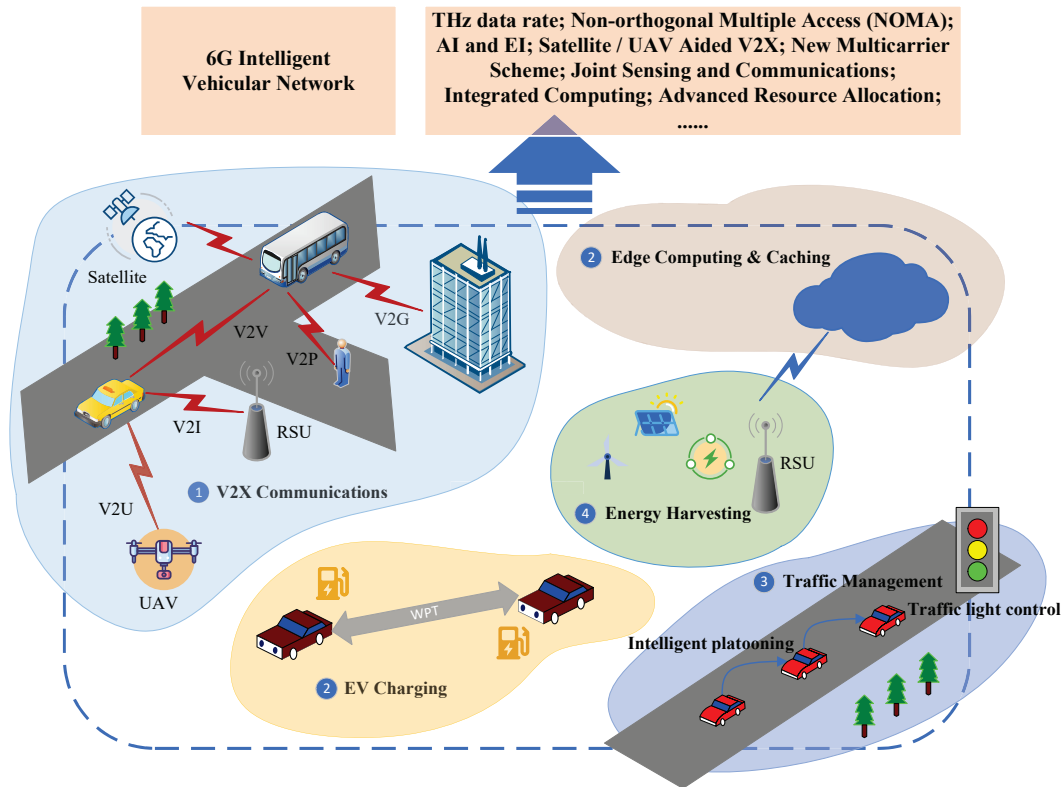 6G Intelligent
Vehicular Network
THz data rate; Non-orthogonal Multiple Access (NOMA);
AI and EI; Satellite / UAV Aided V2X; New Multicarrier
Scheme; Joint Sensing and Communications;
Integrated Computing; Advanced Resource Allocation;
......
Satellite
V2V
V2G
V2P
V2I
RSU
1 V2X Communications
V2U
UAV
2 Edge Computing & Caching
RSU
4 Energy Harvesting
WPT
2 EV Charging
3 Traffic Management
Traffic light control
Intelligent platooning